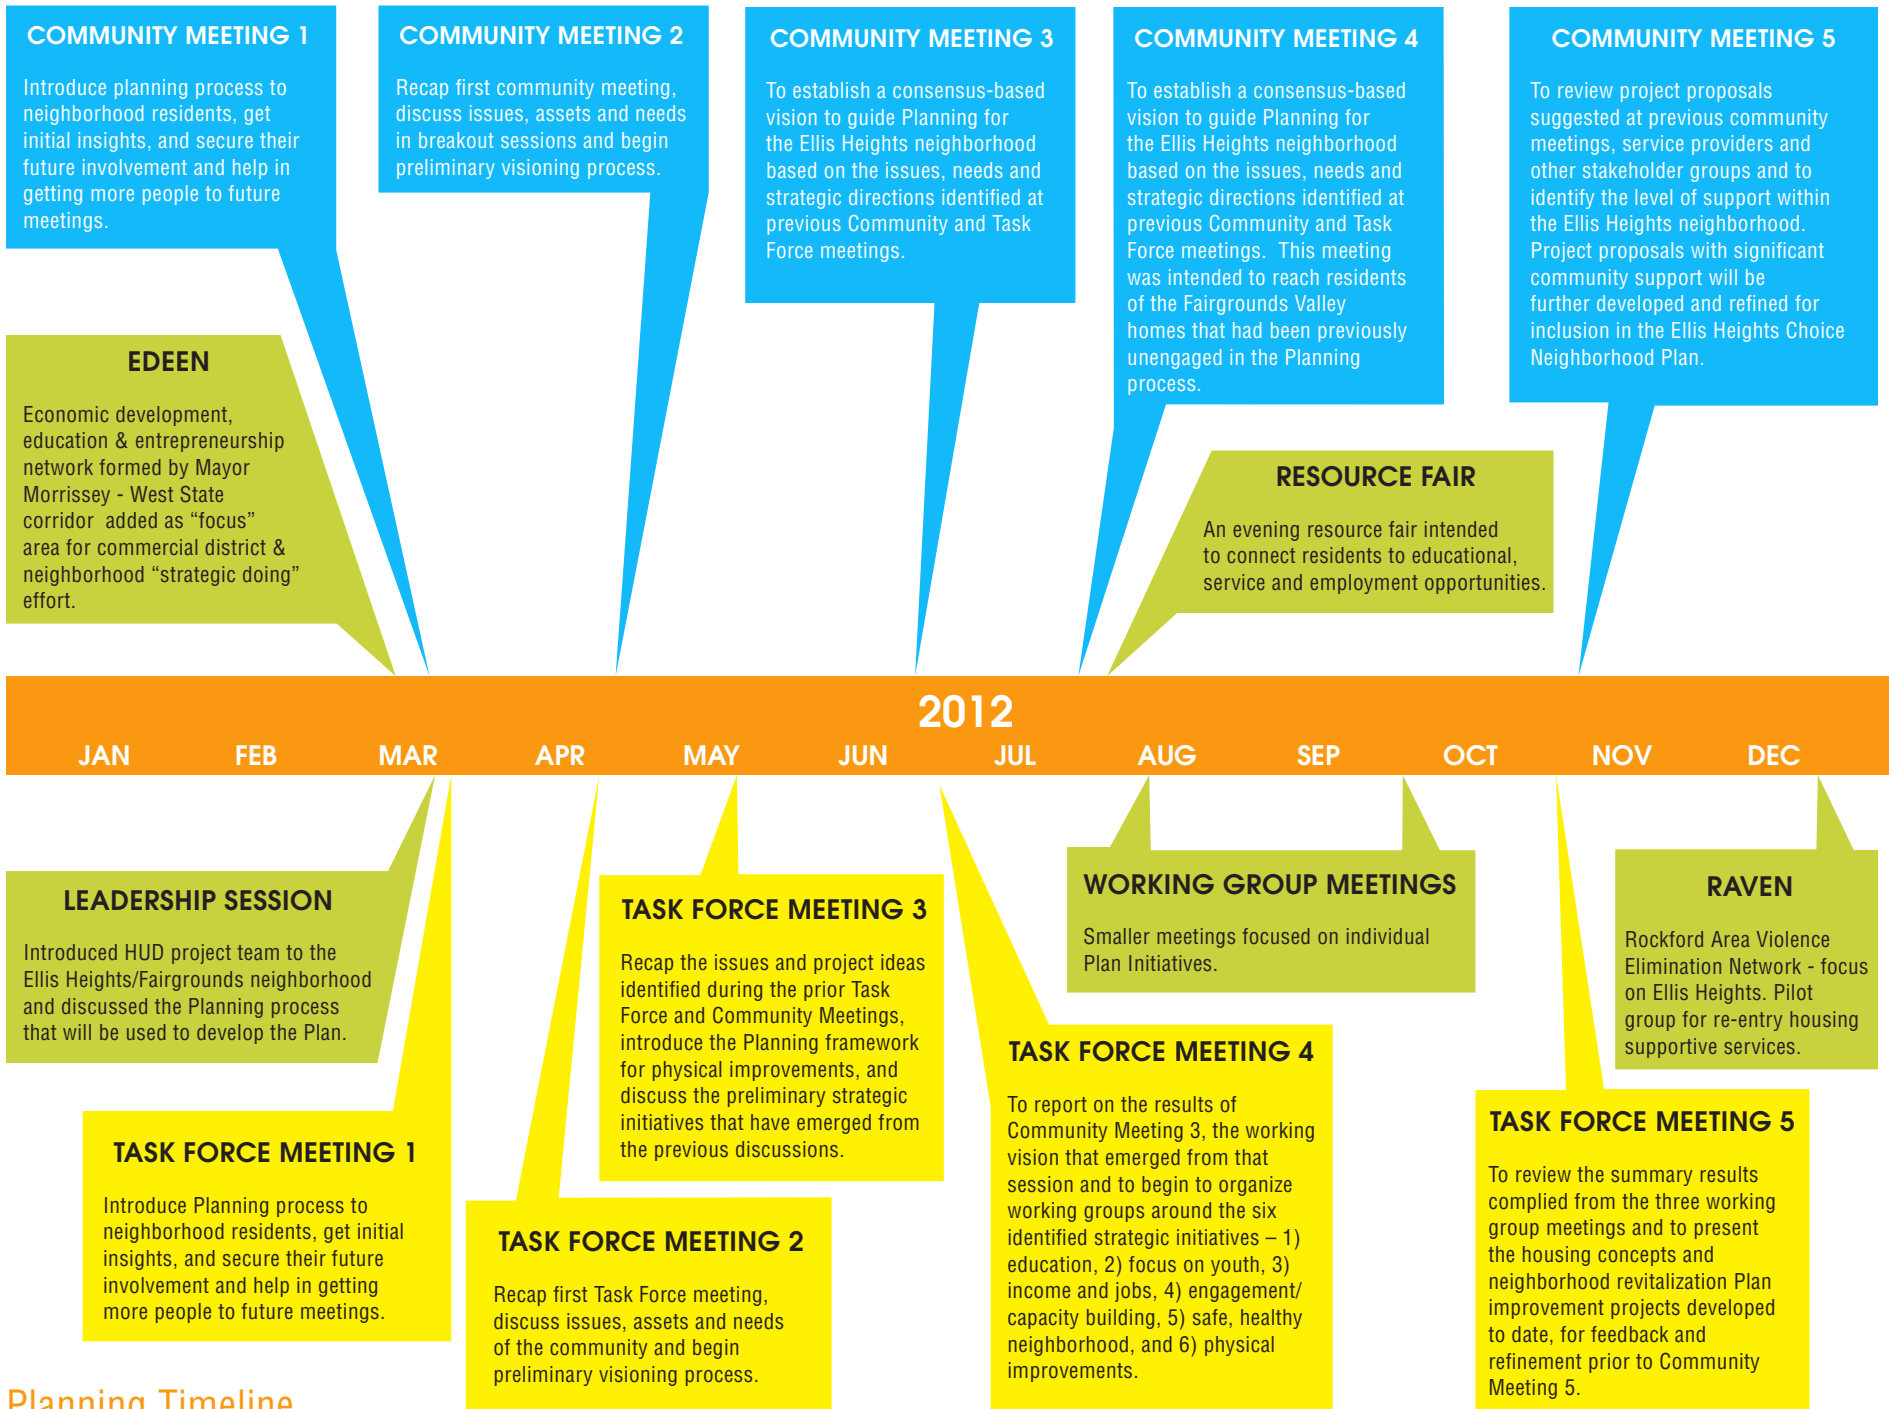 COMMUNITY MEETING 1
Introduce planning process to
neighborhood residents, get
initial insights, and secure their
future involvement and help in
getting more people to future
meetings.
COMMUNITY MEETING 2
Recap first community meeting,
discuss issues, assets and needs
in breakout sessions and begin
preliminary visioning process.
COMMUNITY MEETING 3
To establish a consensus-based
vision to guide Planning for
the Ellis Heights neighborhood
based on the issues, needs and
strategic directions identified at
previous Community and Task
Force meetings.
COMMUNITY MEETING 4
To establish a consensus-based
vision to guide Planning for
the Ellis Heights neighborhood
based on the issues, needs and
strategic directions identified at
previous Community and Task
Force meetings.  This meeting
was intended to reach residents
of the Fairgrounds Valley
homes that had been previously
unengaged in the Planning
process.
COMMUNITY MEETING 5
To review project proposals
suggested at previous community
meetings, service providers and
other stakeholder groups and to
identify the level of support within
the Ellis Heights neighborhood.
Project proposals with significant
community support will be
further developed and refined for
inclusion in the Ellis Heights Choice
Neighborhood Plan.
EDEEN
Economic development,
education & entrepreneurship
network formed by Mayor
Morrissey - West State
corridor  added as “focus”
area for commercial district &
neighborhood “strategic doing”
effort.
RESOURCE FAIR
An evening resource fair intended
to connect residents to educational,
service and employment opportunities.
2012
JAN FEB MAR APR MAY JUN JUL AUG SEP OCT NOV DEC
LEADERSHIP SESSION
Introduced HUD project team to the
Ellis Heights/Fairgrounds neighborhood
and discussed the Planning process
that will be used to develop the Plan.
TASK FORCE MEETING 1
Introduce Planning process to
neighborhood residents, get initial
insights, and secure their future
involvement and help in getting
more people to future meetings.
TASK FORCE MEETING 2
Recap first Task Force meeting,
discuss issues, assets and needs
of the community and begin
preliminary visioning process.
TASK FORCE MEETING 3
Recap the issues and project ideas
identified during the prior Task
Force and Community Meetings,
introduce the Planning framework
for physical improvements, and
discuss the preliminary strategic
initiatives that have emerged from
the previous discussions.
TASK FORCE MEETING 4
To report on the results of
Community Meeting 3, the working
vision that emerged from that
session and to begin to organize
working groups around the six
identified strategic initiatives – 1)
education, 2) focus on youth, 3)
income and jobs, 4) engagement/
capacity building, 5) safe, healthy
neighborhood, and 6) physical
improvements.
WORKING GROUP MEETINGS
Smaller meetings focused on individual
Plan Initiatives.
RAVEN
Rockford Area Violence
Elimination Network - focus
on Ellis Heights. Pilot
group for re-entry housing
supportive services.
TASK FORCE MEETING 5
To review the summary results
complied from the three working
group meetings and to present
the housing concepts and
neighborhood revitalization Plan
improvement projects developed
to date, for feedback and
refinement prior to Community
Meeting 5.
Planning Timeline